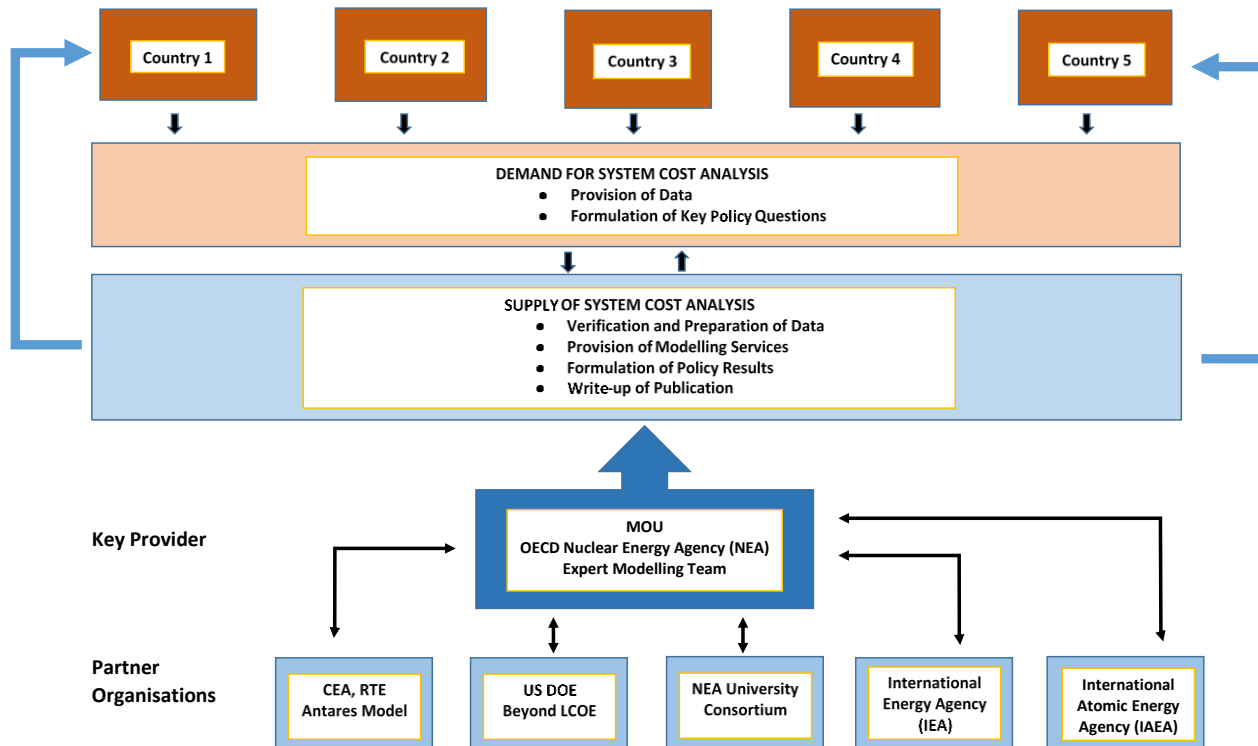 Country 1
Country 2
Country 3
Country 4
Country 5
DEMAND FOR SYSTEM COST ANALYSIS
● Provision of Data
● Formulation of Key Policy Questions
SUPPLY OF SYSTEM COST ANALYSIS
● Verification and Preparation of Data
● Provision of Modelling Services
● Formulation of Policy Results
● Write-up of Publication
Key Provider
MOU
OECD Nuclear Energy Agency (NEA)
Expert Modelling Team
Partner
Organisations
CEA, RTE
Antares Model
US DOE
Beyond LCOE
NEA University
Consortium
International
Energy Agency
(IEA)
International
Atomic Energy
Agency (IAEA)